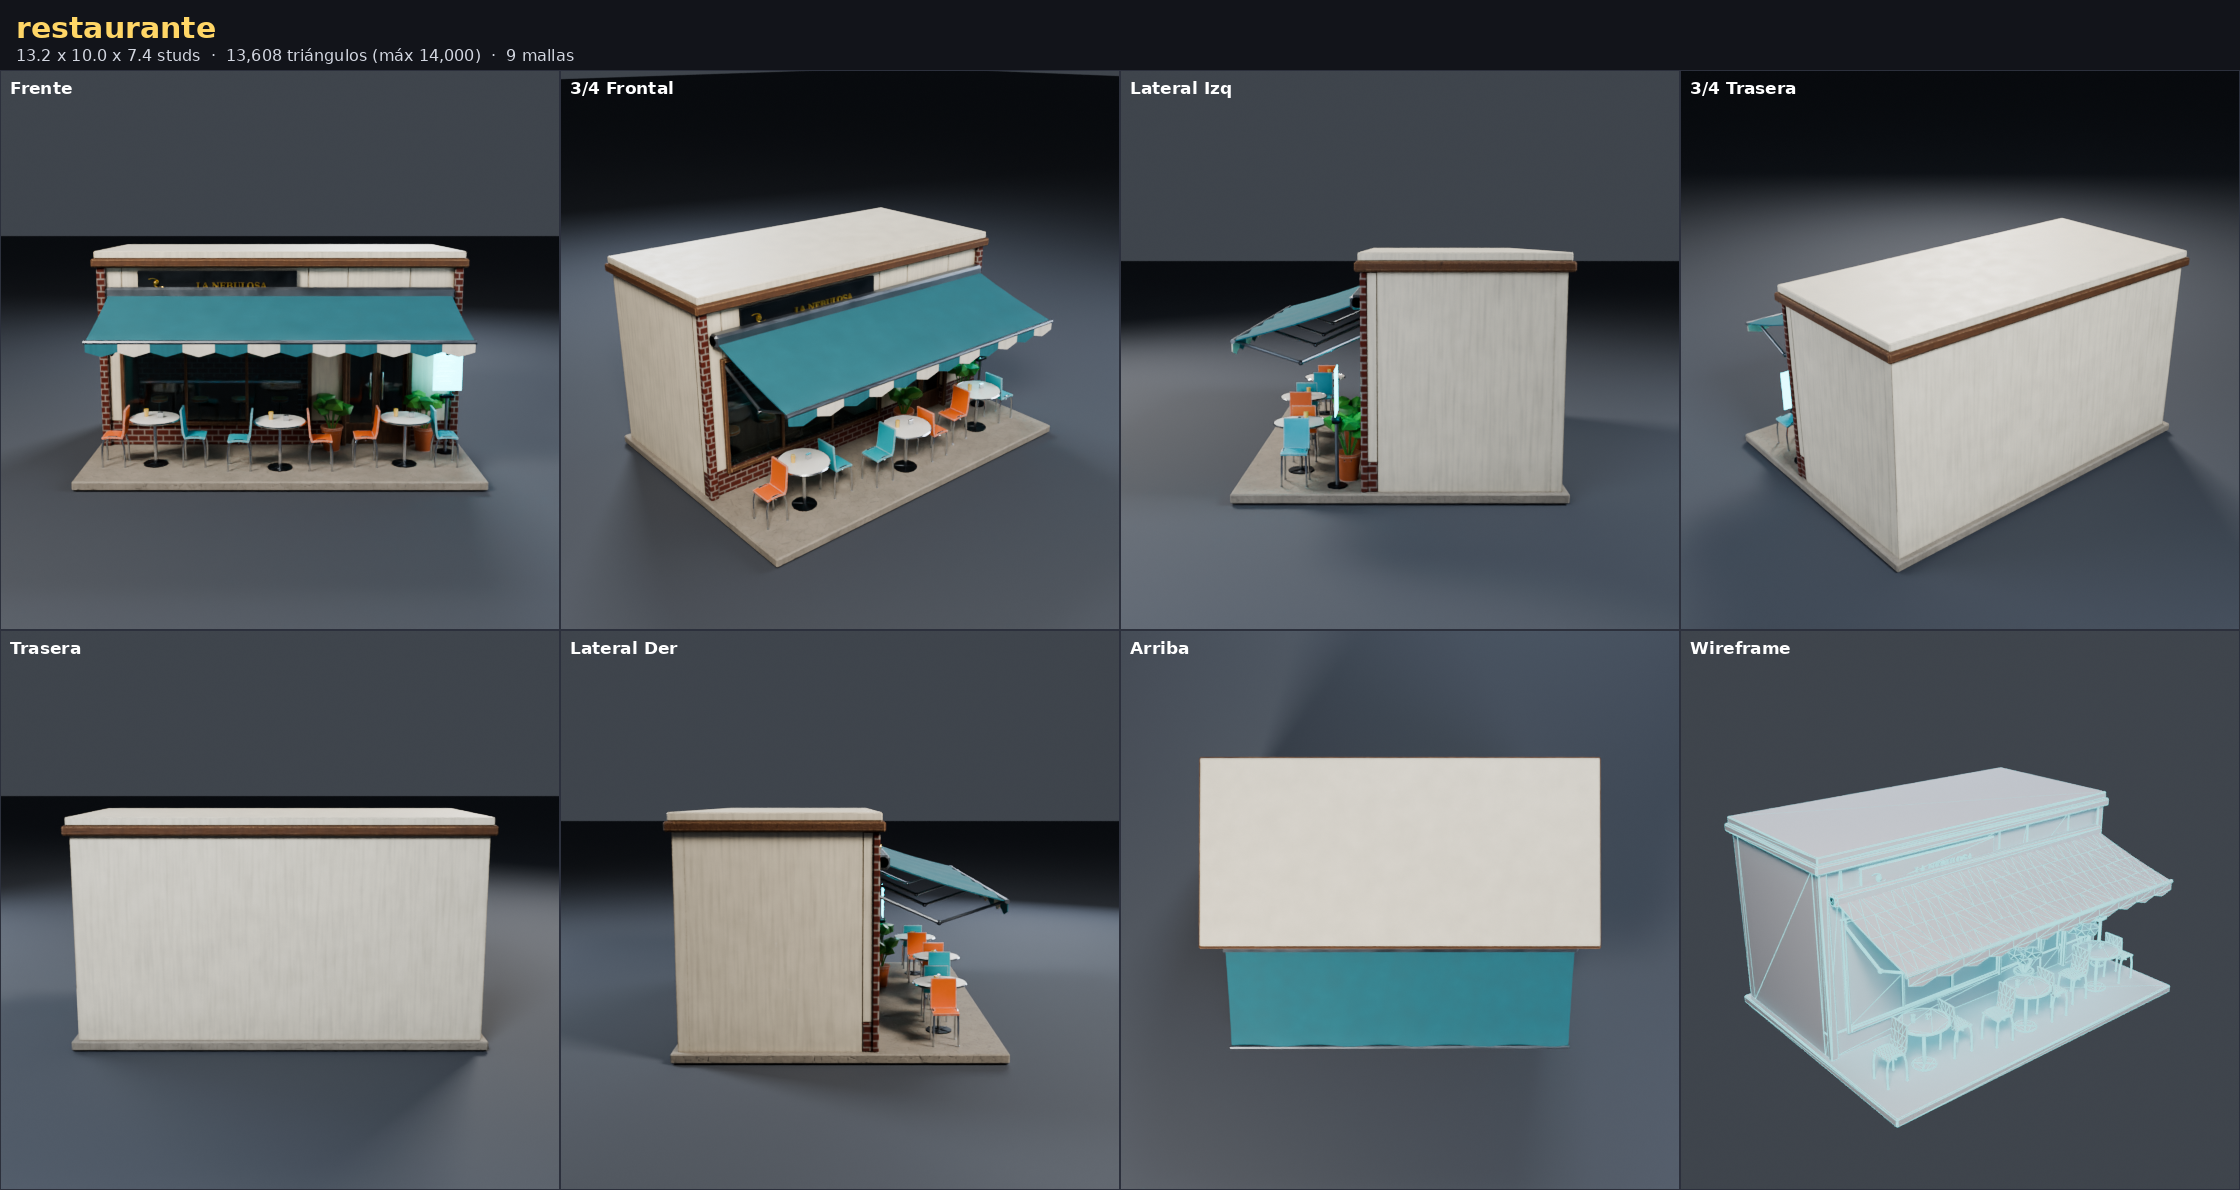 restaurante
13.2 x 10.0 x 7.4 studs · 13,608 triángulos (máx 14,000) · 9 mallas
Frente
3/4 Frontal
Lateral Izq
3/4 Trasera
LA NEBULOSA
LA NEBULOSA
Trasera
Lateral Der
Arriba
Wireframe